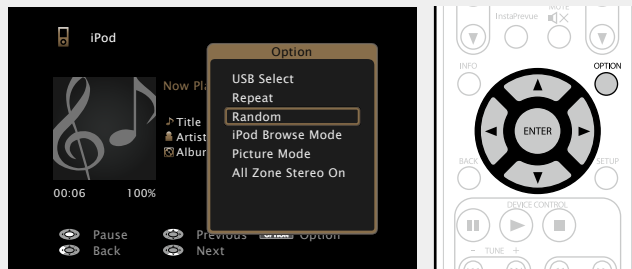 iPod
Option
Now Pla
USB Select
Repeat
Random
iPod Browse Mode
Picture Mode
All Zone Stereo On
Title
Artist
Album
00:06 100%
Pause Previous OPTION Option
Back Next
InstaPrevue MUTE
INFO OPTION
ENTER
BACK SETUP
DEVICE CONTROL
- TUNE +